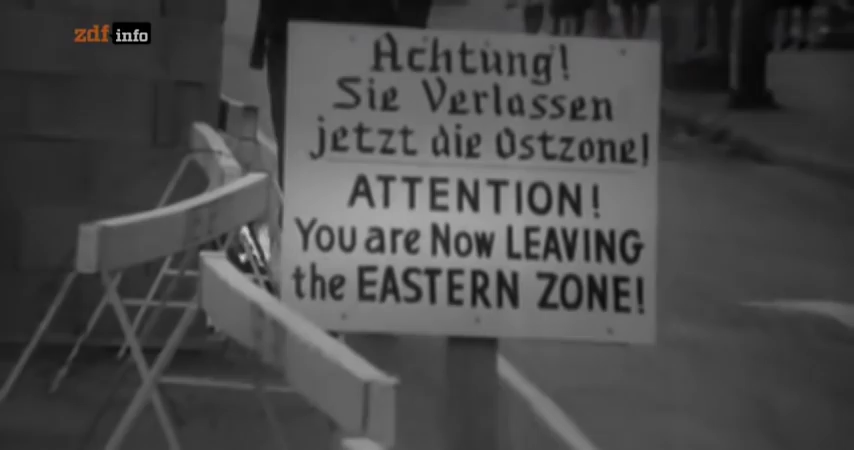 zdf info
Achtung!
Sie Verlassen
jetzt die Ostzone!
ATTENTION!
You are Now LEAVING
the EASTERN ZONE!